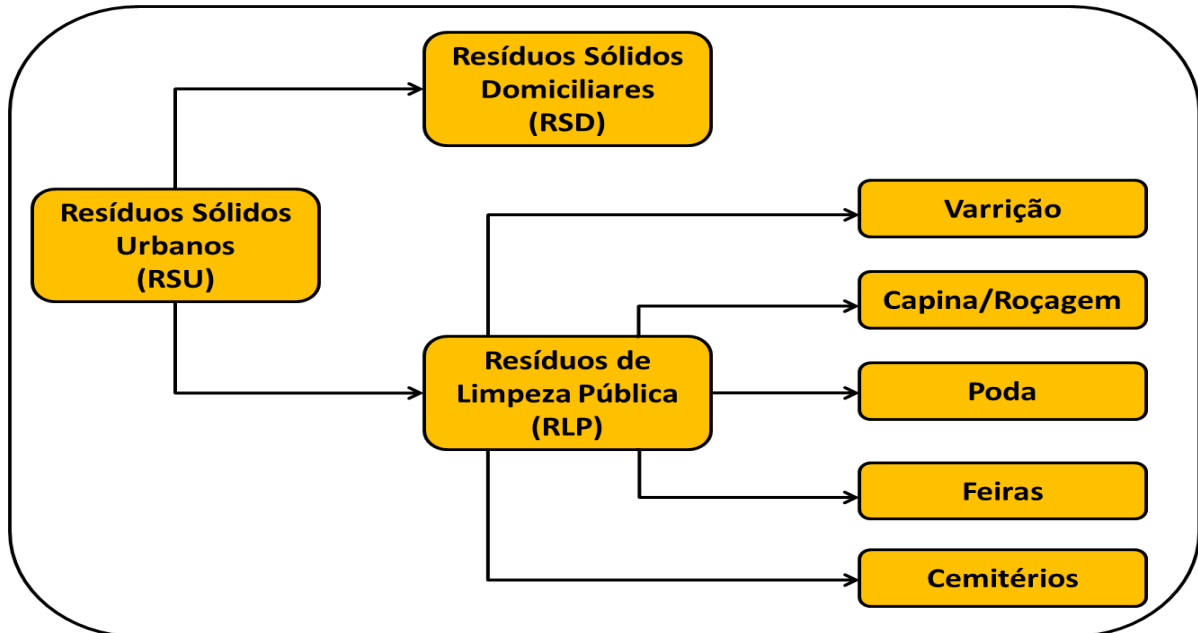 Resíduos Sólidos
Domiciliares
(RSD)
Resíduos Sólidos
Urbanos
(RSU)
Varrição
Capina/Roçagem
Resíduos de
Limpeza Pública
(RLP)
Poda
Feiras
Cemitérios